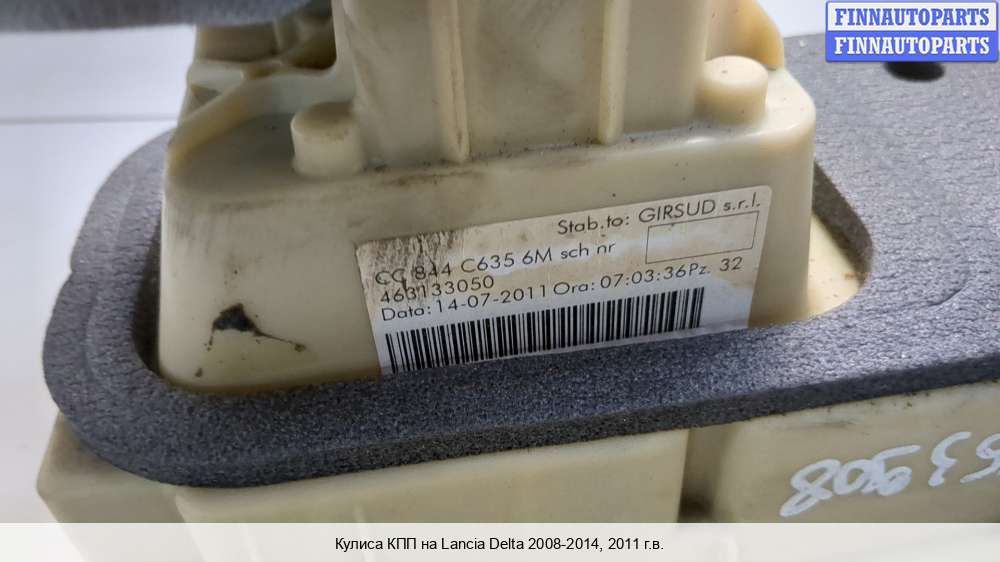 FINNAUTOPARTS
FINNAUTOPARTS
Stab.to: GIRSUD s.r.l.
CC 844 C635 6M sch nr
463133050
Data:14-07-2011 Ora: 07:03:36 Pz. 32
53908
Кулиса КПП на Lancia Delta 2008-2014, 2011 г.в.